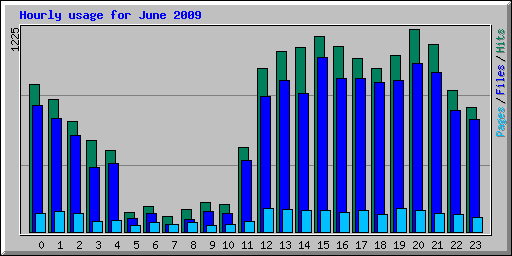 Hourly usage for June 2009
1225
Pages/Files/Hits
0 1 2 3 4 5 6 7 8 9 10 11 12 13 14 15 16 17 18 19 20 21 22 23